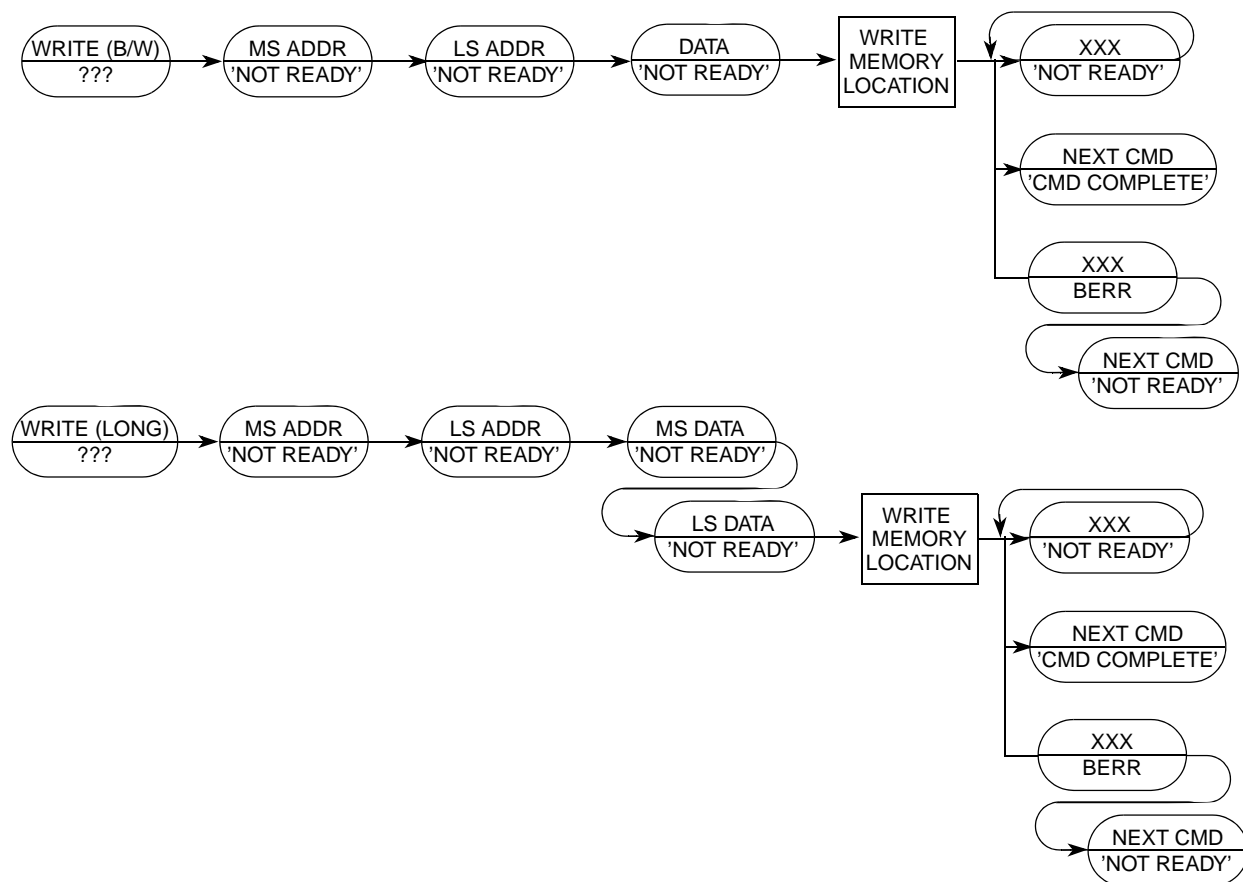 WRITE (B/W)
???
MS ADDR
'NOT READY'
LS ADDR
'NOT READY'
DATA
'NOT READY'
WRITE
MEMORY
LOCATION
XXX
'NOT READY'
NEXT CMD
'CMD COMPLETE'
XXX
BERR
NEXT CMD
'NOT READY'
WRITE (LONG)
???
MS ADDR
'NOT READY'
LS ADDR
'NOT READY'
MS DATA
'NOT READY'
LS DATA
'NOT READY'
WRITE
MEMORY
LOCATION
XXX
'NOT READY'
NEXT CMD
'CMD COMPLETE'
XXX
BERR
NEXT CMD
'NOT READY'